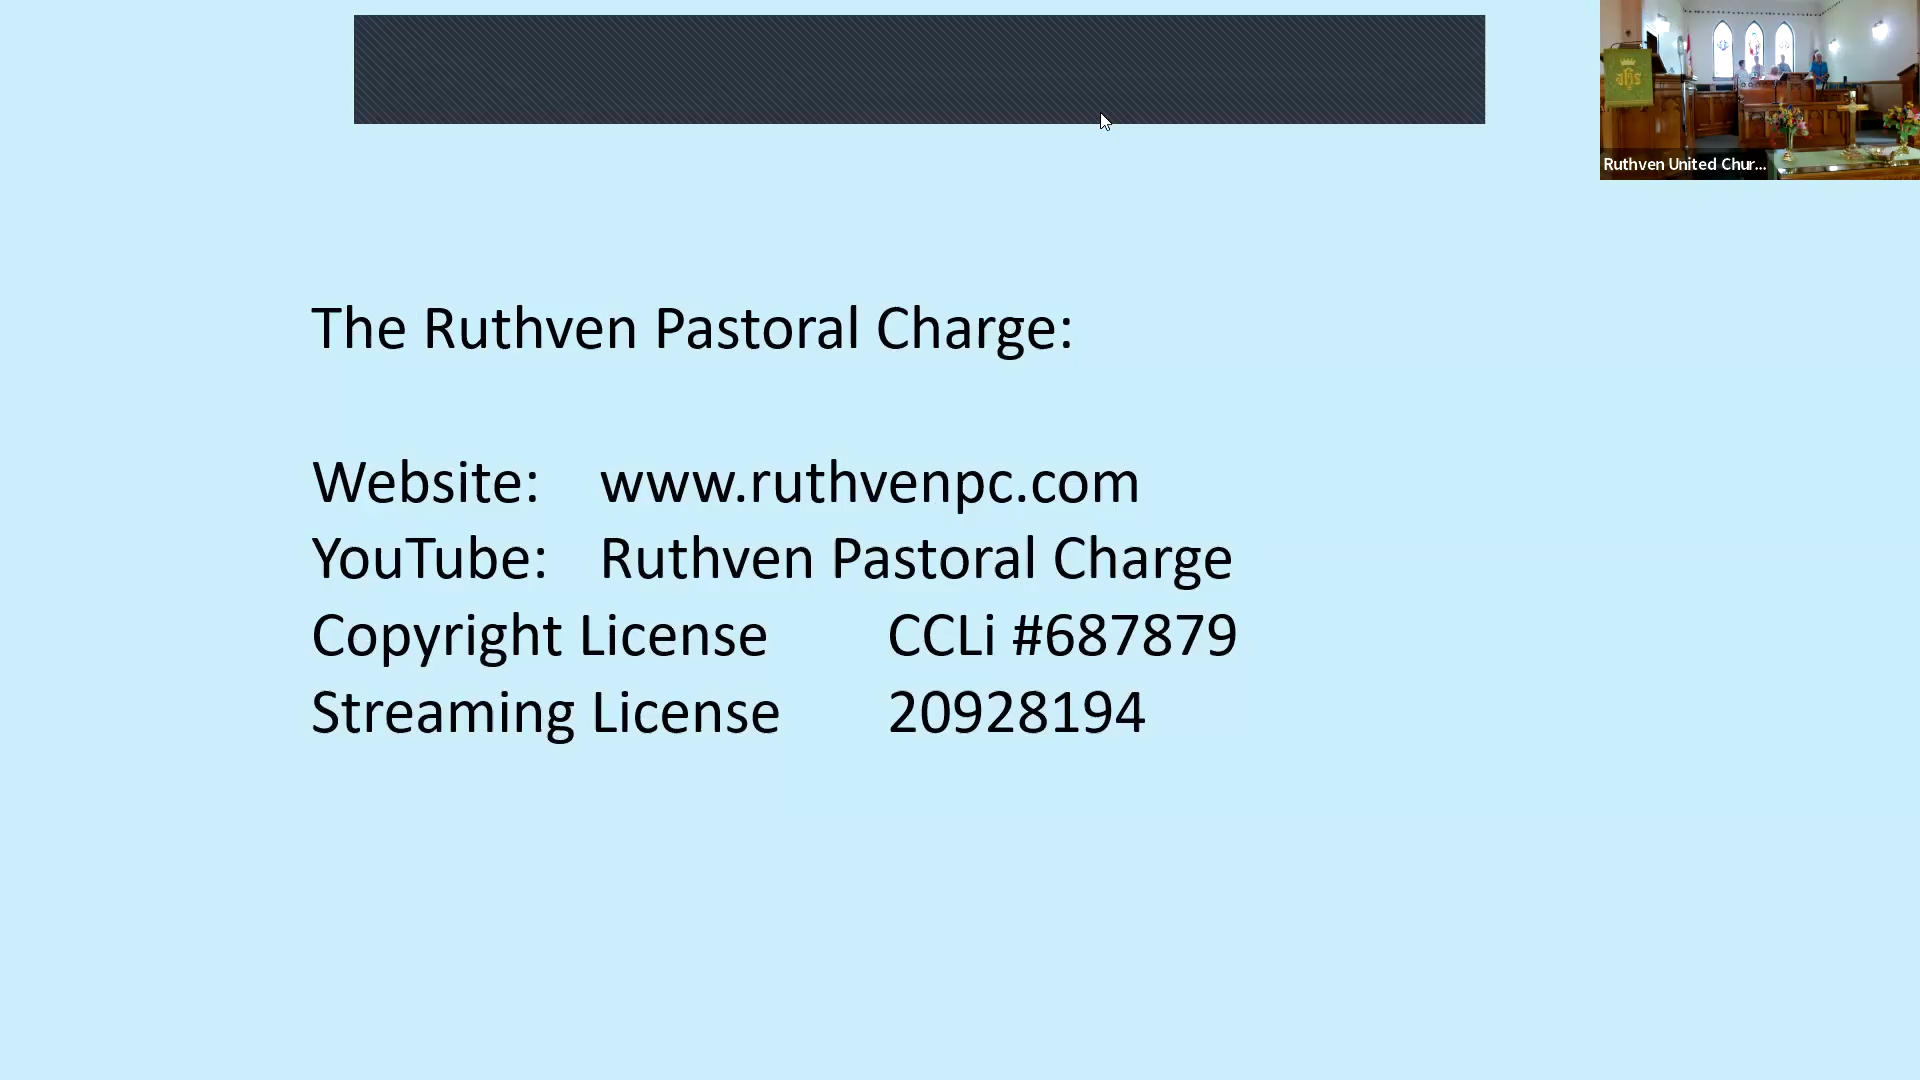 The Ruthven Pastoral Charge:
Website: www.ruthvenpc.com
YouTube: Ruthven Pastoral Charge
Copyright License CCLi #687879
Streaming License 20928194
Ruthven United Chur...